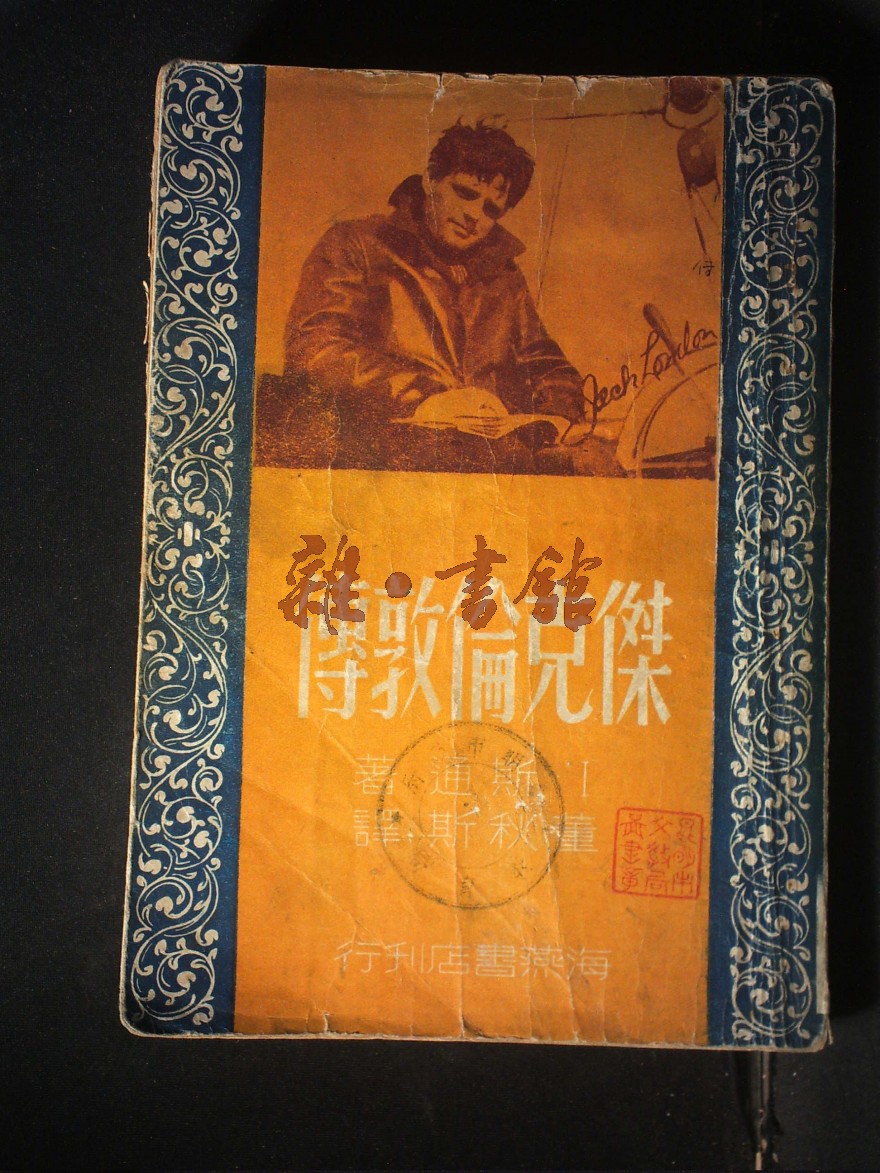 Jack London
雜·書館
傑克倫敦傳
I·斯通著
董秋斯譯
海燕書店刋行